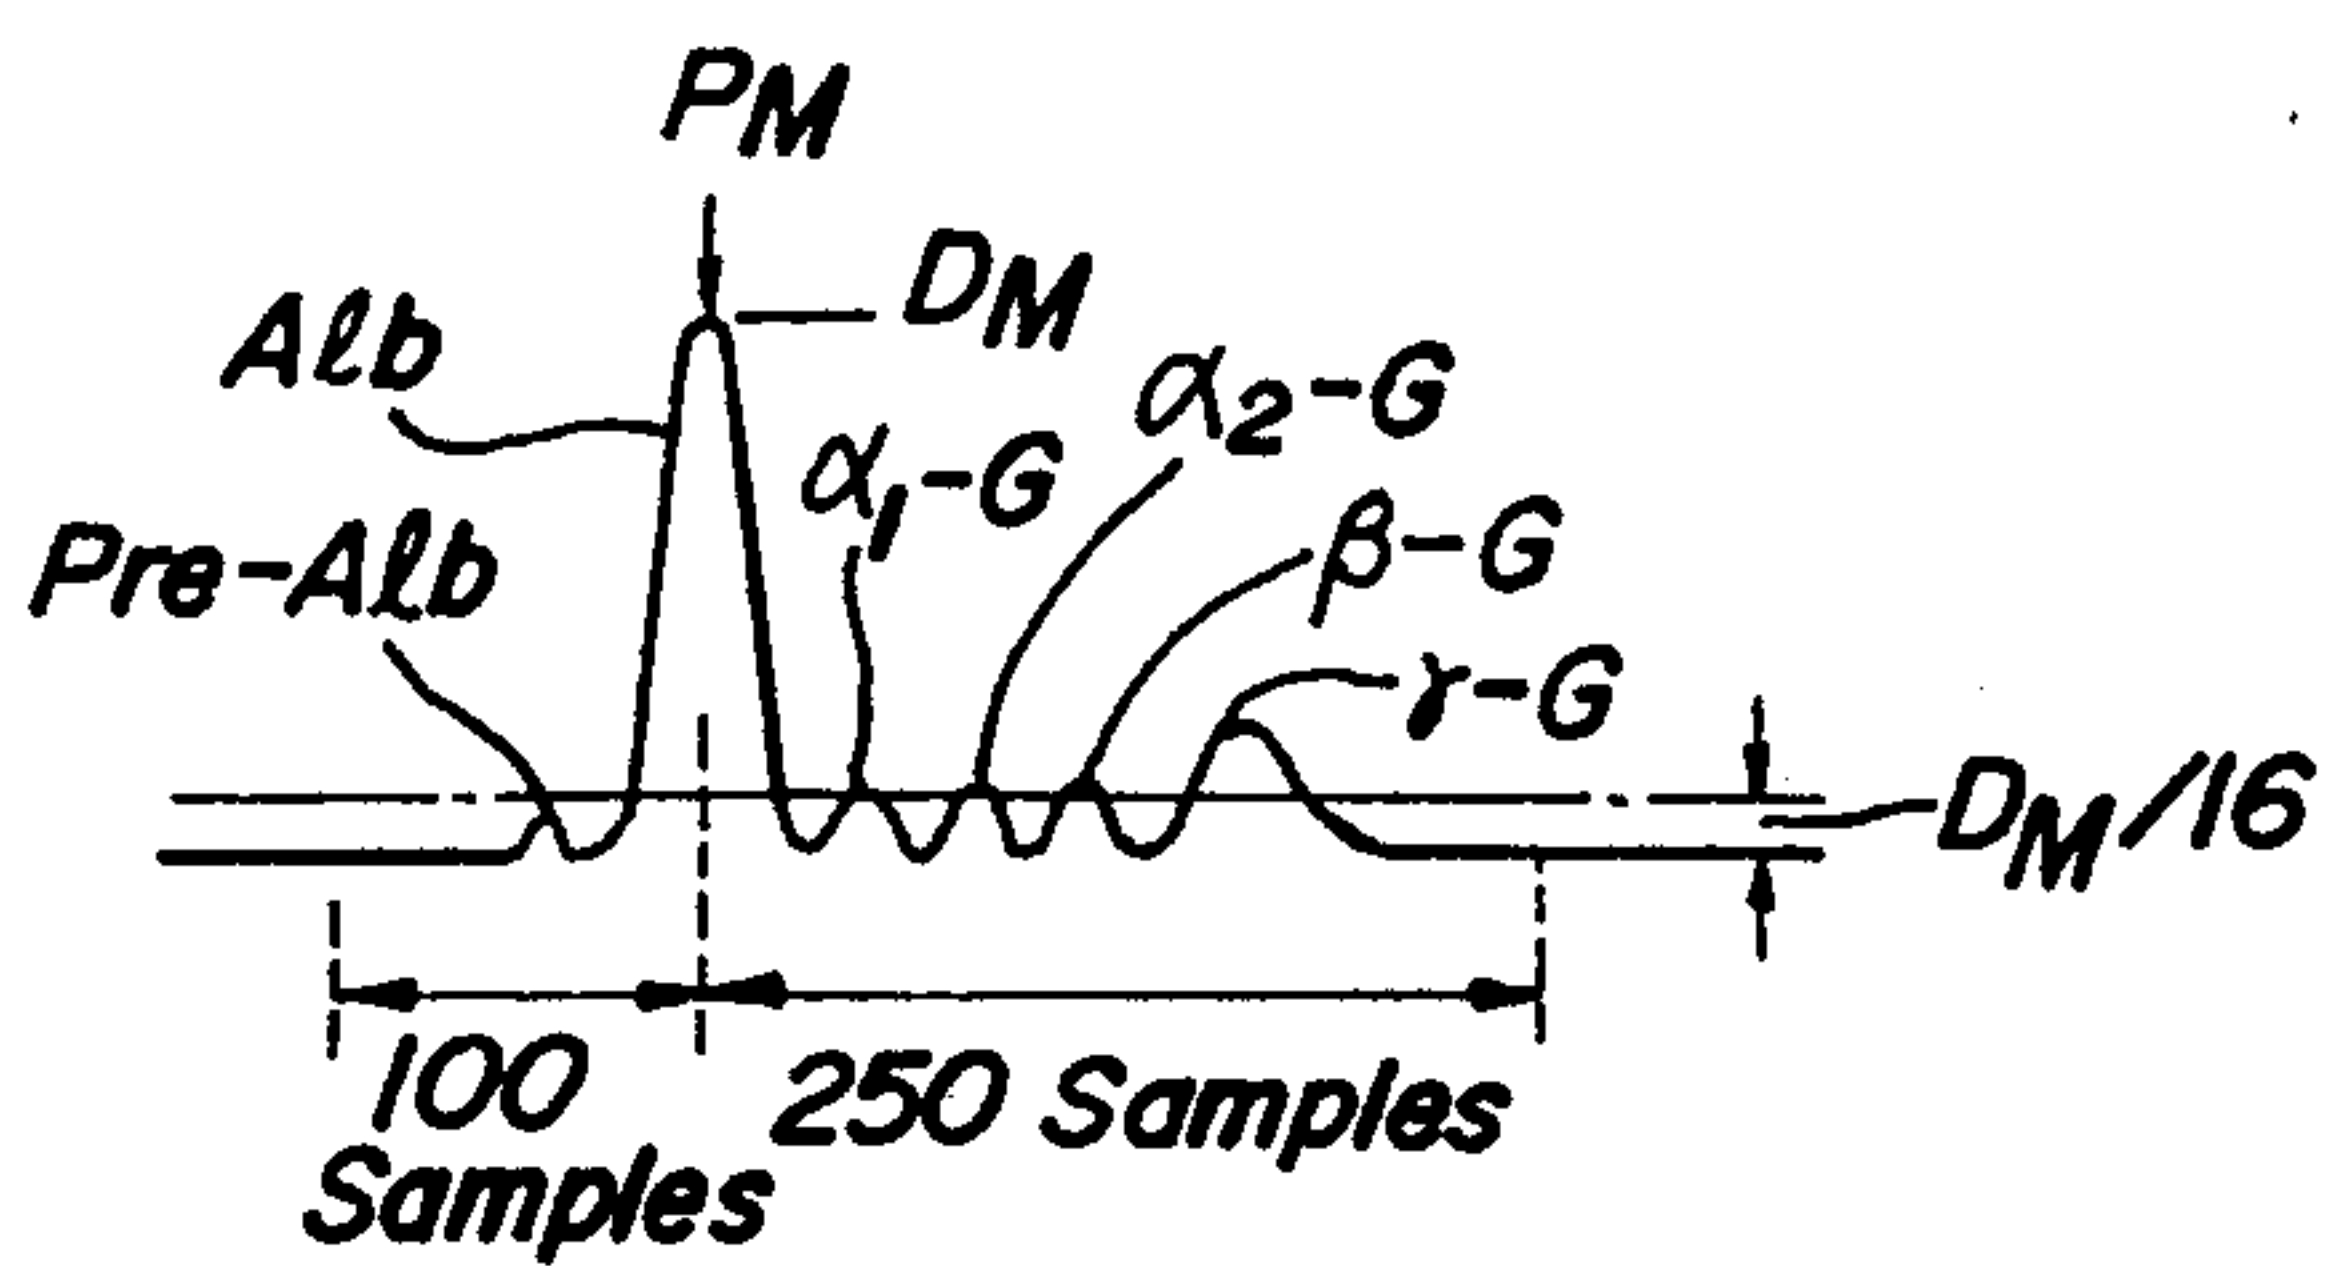 PM
DM
Alb
α2-G
α1-G
β-G
Pre-Alb
γ-G
DM/16
100
Samples
250 Samples